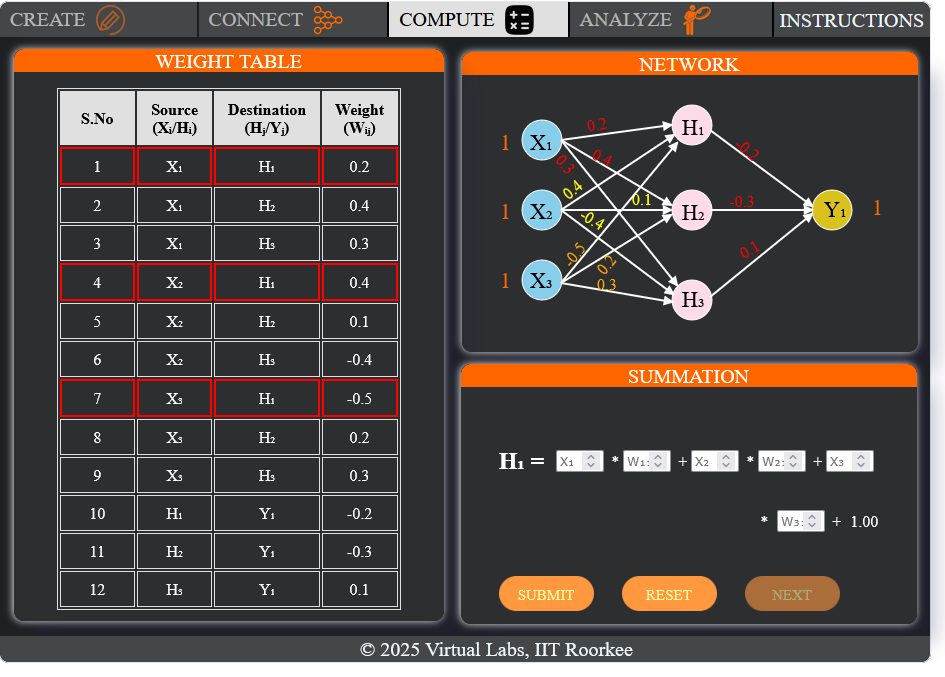 CREATE CONNECT COMPUTE ANALYZE INSTRUCTIONS
WEIGHT TABLE
S.No Source (Xᵢ/Hᵢ) Destination (Hⱼ/Yⱼ) Weight (Wᵢⱼ)
1 X₁ H₁ 0.2
2 X₁ H₂ 0.4
3 X₁ H₃ 0.3
4 X₂ H₁ 0.4
5 X₂ H₂ 0.1
6 X₂ H₃ -0.4
7 X₃ H₁ -0.5
8 X₃ H₂ 0.2
9 X₃ H₃ 0.3
10 H₁ Y₁ -0.2
11 H₂ Y₁ -0.3
12 H₃ Y₁ 0.1
NETWORK
1 X₁ 0.2 H₁
0.3 0.4 -0.2
0.4
1 X₂ 0.1 H₂ -0.3 Y₁ 1
-0.4
-0.5 0.2 0.1
1 X₃ 0.3 H₃
SUMMATION
H₁ = X₁ * W₁: + X₂ * W₂: + X₃
* W₃: + 1.00
SUBMIT RESET NEXT
© 2025 Virtual Labs, IIT Roorkee